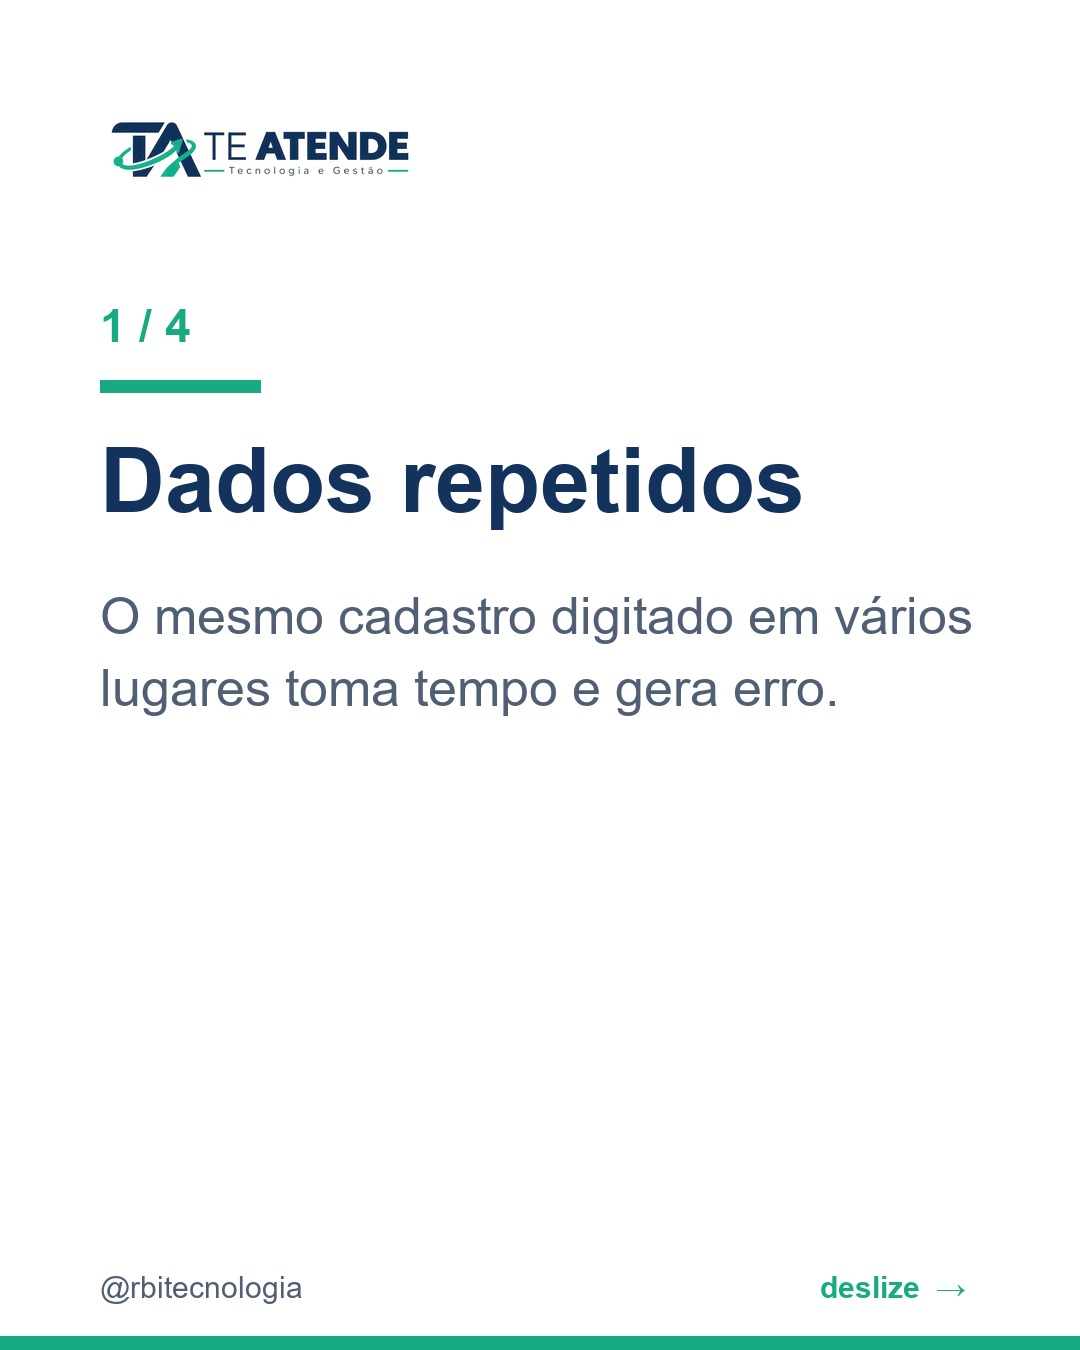 TA TE ATENDE
Tecnologia e Gestão
1 / 4
Dados repetidos
O mesmo cadastro digitado em vários
lugares toma tempo e gera erro.
@rbitecnologia
deslize →